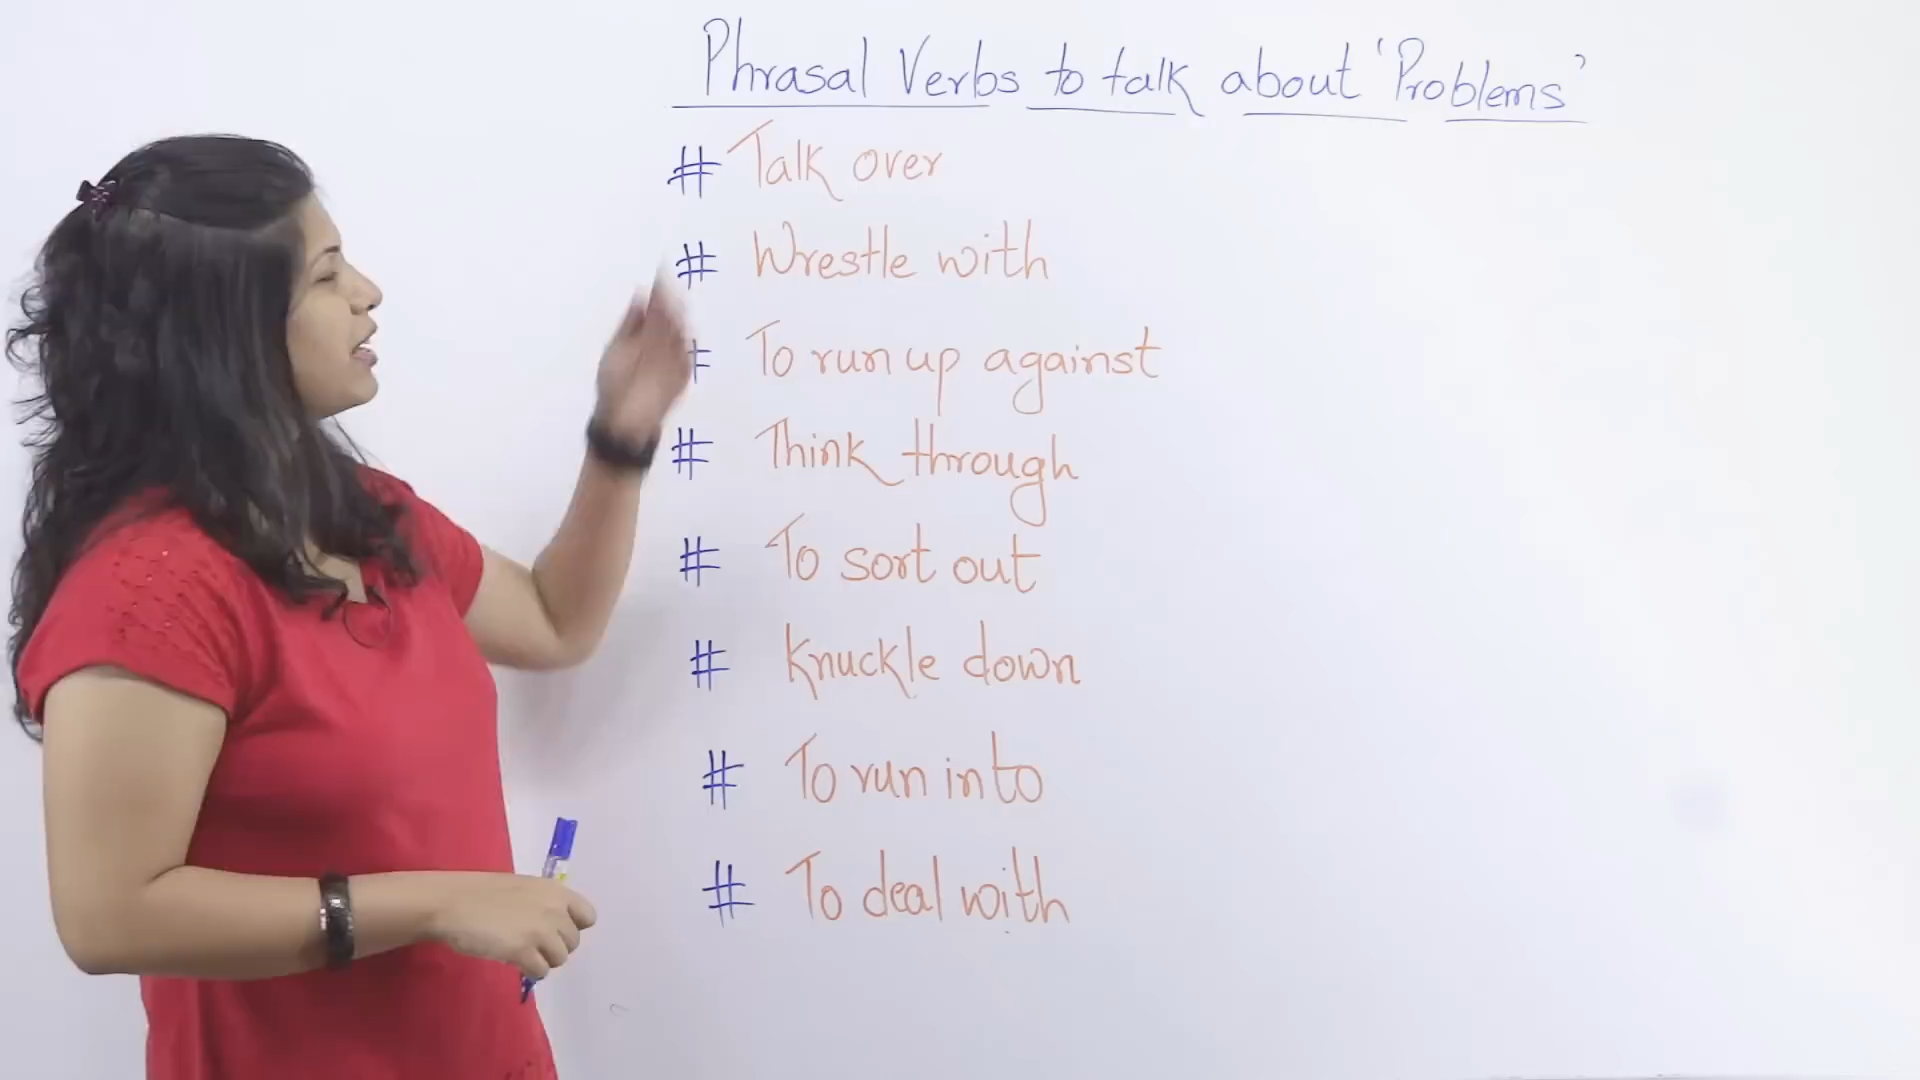 Phrasal Verbs to talk about 'Problems'
# Talk over
# Wrestle with
# To run up against
# Think through
# To sort out
# Knuckle down
# To run into
# To deal with